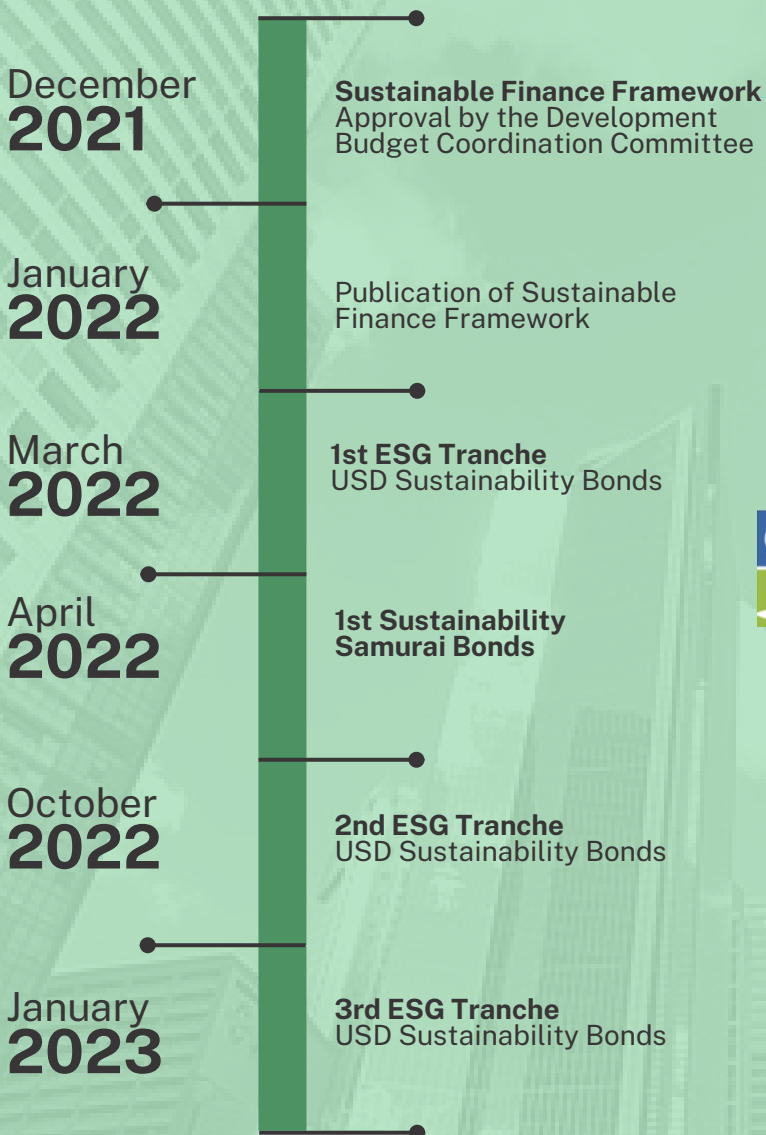 December
2021
Sustainable Finance Framework
Approval by the Development
Budget Coordination Committee
January
2022
Publication of Sustainable
Finance Framework
March
2022
1st ESG Tranche
USD Sustainability Bonds
April
2022
1st Sustainability
Samurai Bonds
October
2022
2nd ESG Tranche
USD Sustainability Bonds
January
2023
3rd ESG Tranche
USD Sustainability Bonds